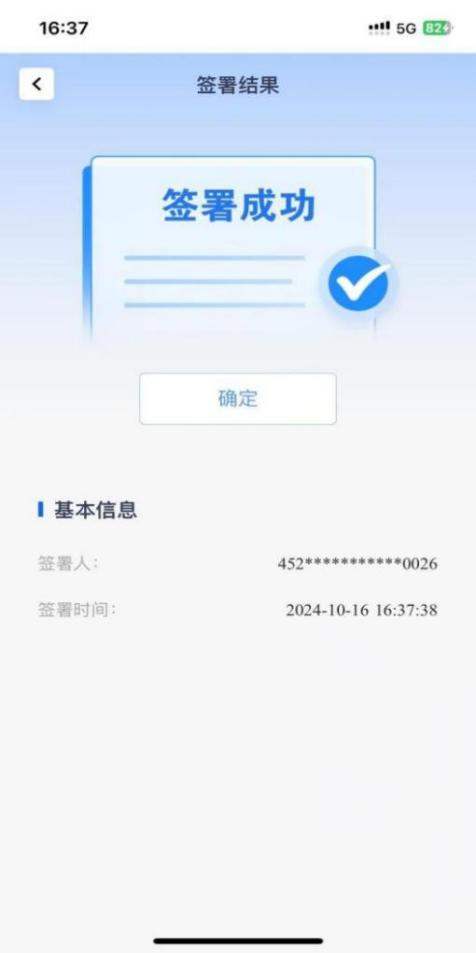 16:37 5G 82
签署结果
签署成功
确定
基本信息
签署人: 452***********0026
签署时间: 2024-10-16 16:37:38